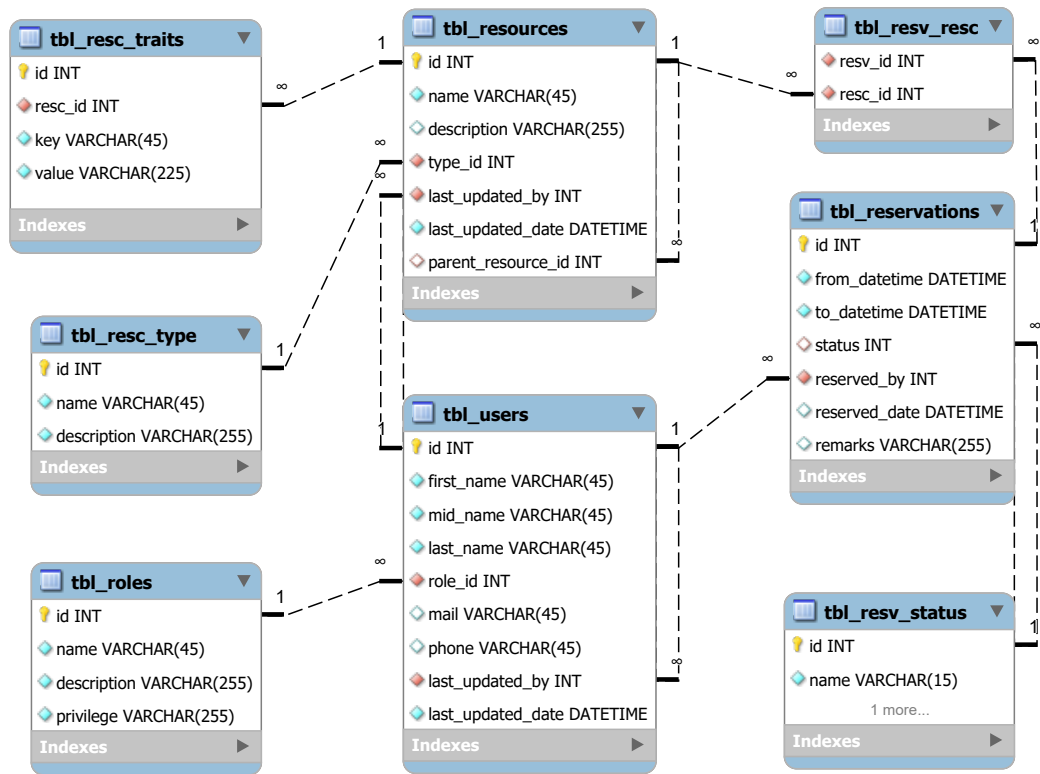 tbl_resc_traits
id INT
resc_id INT
key VARCHAR(45)
value VARCHAR(225)
Indexes
1
∞
tbl_resources
id INT
name VARCHAR(45)
description VARCHAR(255)
type_id INT
last_updated_by INT
last_updated_date DATETIME
parent_resource_id INT
Indexes
∞
∞
1
∞
∞
tbl_resv_resc
resv_id INT
resc_id INT
Indexes
∞
1
tbl_resc_type
id INT
name VARCHAR(45)
description VARCHAR(255)
Indexes
1
1
tbl_users
id INT
first_name VARCHAR(45)
mid_name VARCHAR(45)
last_name VARCHAR(45)
role_id INT
mail VARCHAR(45)
phone VARCHAR(45)
last_updated_by INT
last_updated_date DATETIME
Indexes
1
∞
∞
tbl_reservations
id INT
from_datetime DATETIME
to_datetime DATETIME
status INT
reserved_by INT
reserved_date DATETIME
remarks VARCHAR(255)
Indexes
∞
1
tbl_roles
id INT
name VARCHAR(45)
description VARCHAR(255)
privilege VARCHAR(255)
Indexes
1
∞
tbl_resv_status
id INT
name VARCHAR(15)
1 more...
Indexes